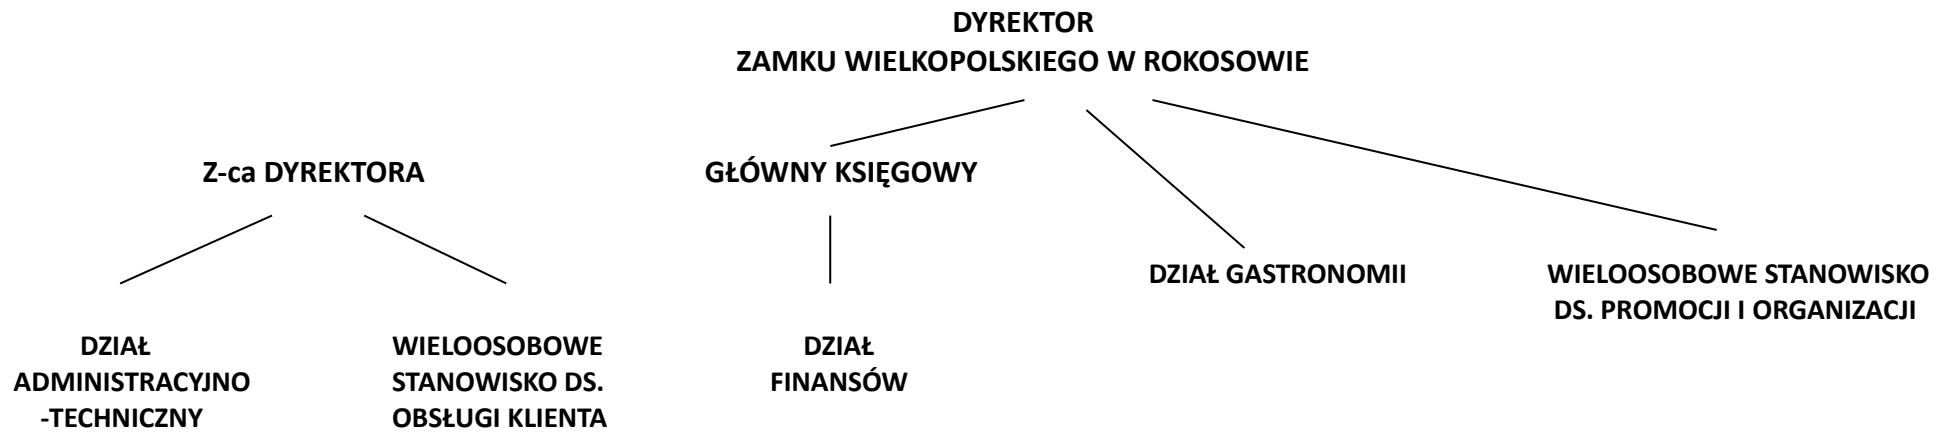 DYREKTOR
ZAMKU WIELKOPOLSKIEGO W ROKOSOWIE
Z-ca DYREKTORA
GŁÓWNY KSIĘGOWY
DZIAŁ GASTRONOMII
WIELOOSOBOWE STANOWISKO
DS. PROMOCJI I ORGANIZACJI
DZIAŁ
ADMINISTRACYJNO
-TECHNICZNY
WIELOOSOBOWE
STANOWISKO DS.
OBSŁUGI KLIENTA
DZIAŁ
FINANSÓW